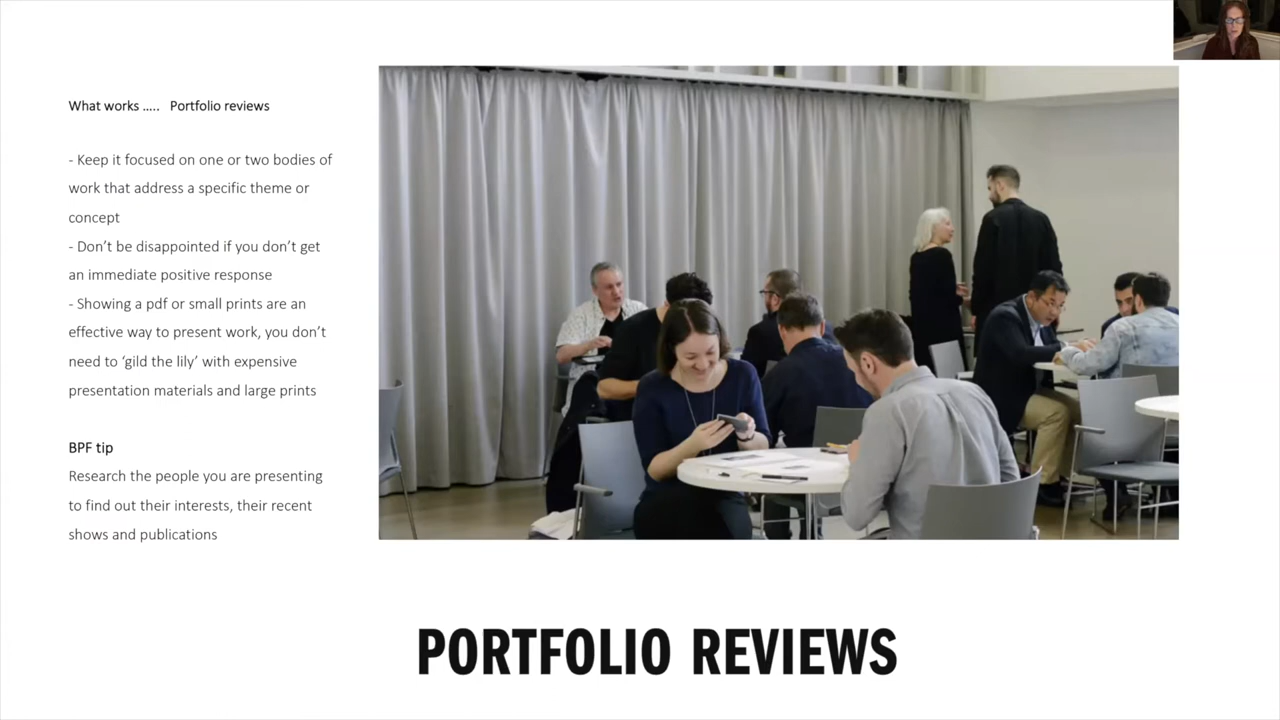 What works ..... Portfolio reviews
- Keep it focused on one or two bodies of
work that address a specific theme or
concept
- Don’t be disappointed if you don’t get
an immediate positive response
- Showing a pdf or small prints are an
effective way to present work, you don’t
need to ‘gild the lily’ with expensive
presentation materials and large prints
BPF tip
Research the people you are presenting
to find out their interests, their recent
shows and publications
PORTFOLIO REVIEWS